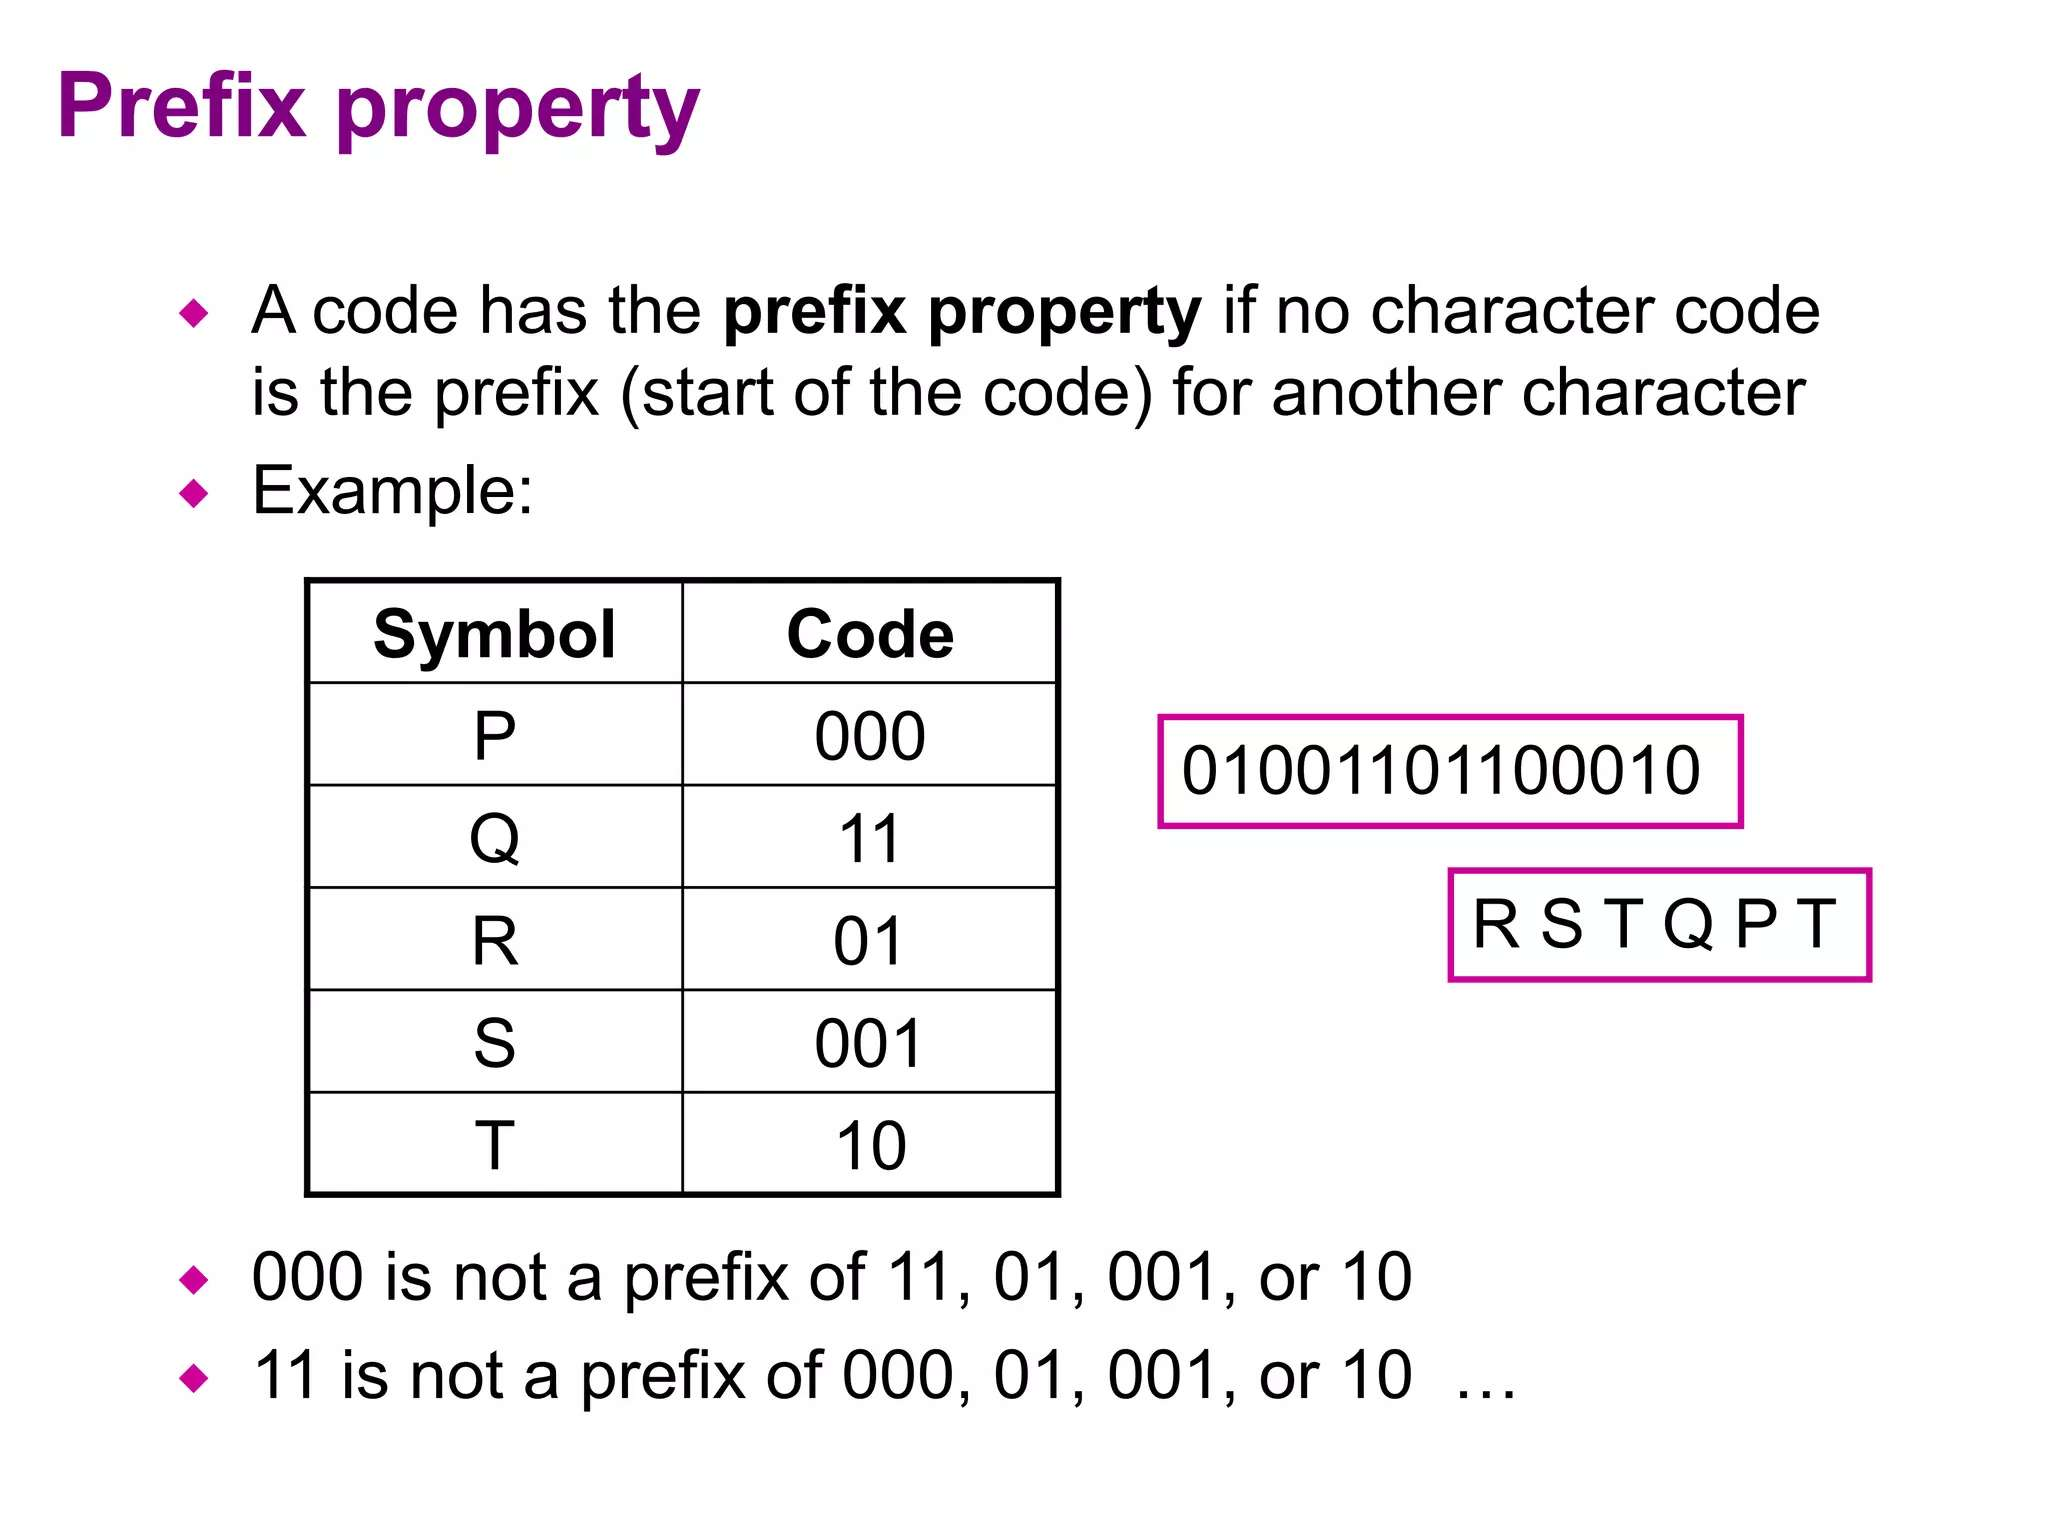 Prefix property
A code has the prefix property if no character code
is the prefix (start of the code) for another character
Example:
Symbol Code
P 000
Q 11
R 01
S 001
T 10
01001101100010
R S T Q P T
000 is not a prefix of 11, 01, 001, or 10
11 is not a prefix of 000, 01, 001, or 10 …